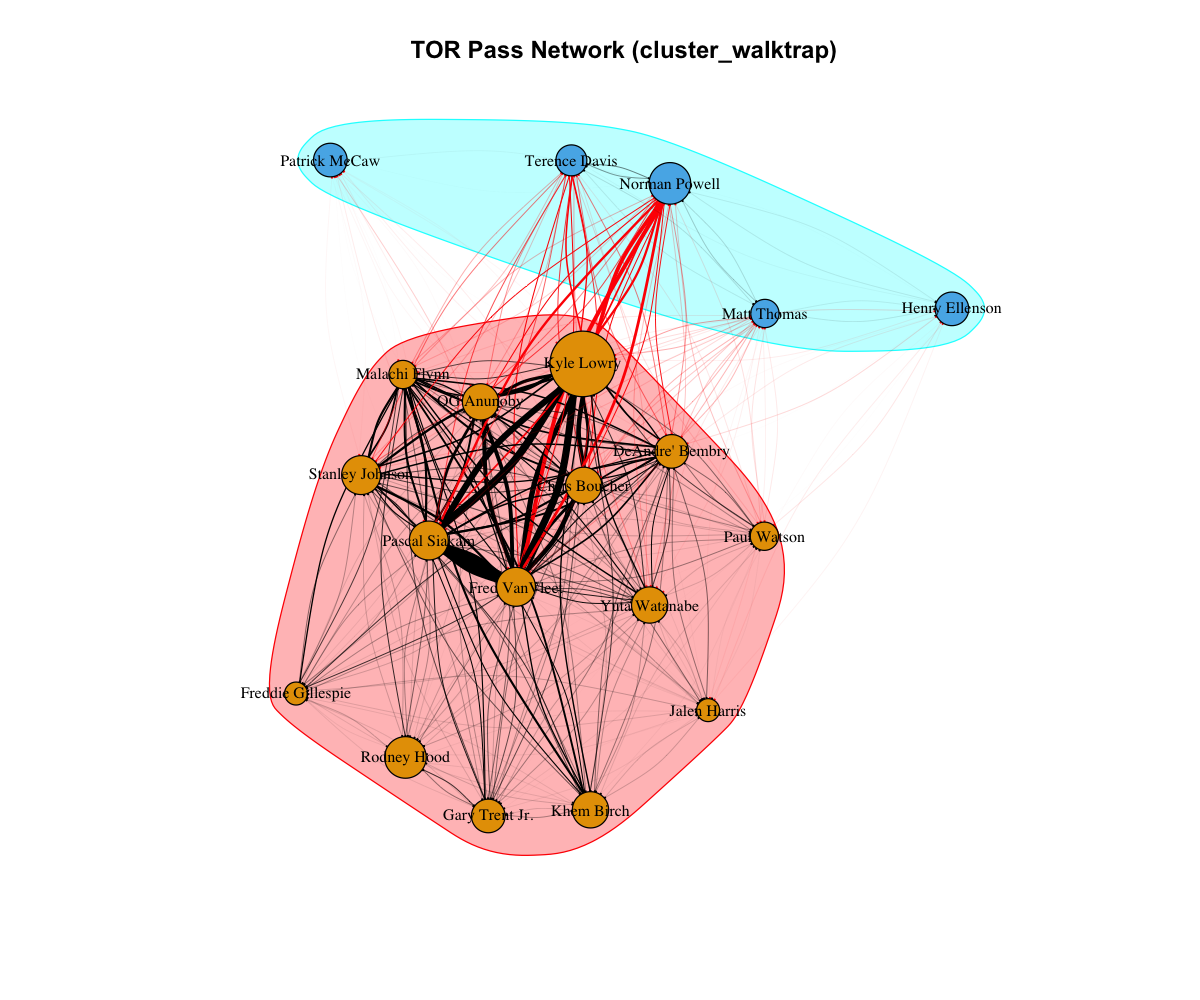 TOR Pass Network (cluster_walktrap)
Patrick McCaw
Terence Davis
Norman Powell
Henry Ellenson
Matt Thomas
Kyle Lowry
Malachi Flynn
OG Anunoby
DeAndre' Bembry
Stanley Johnson
Chris Boucher
Paul Watson
Pascal Siakam
Fred VanVleet
Yuta Watanabe
Freddie Gillespie
Jalen Harris
Rodney Hood
Khem Birch
Gary Trent Jr.